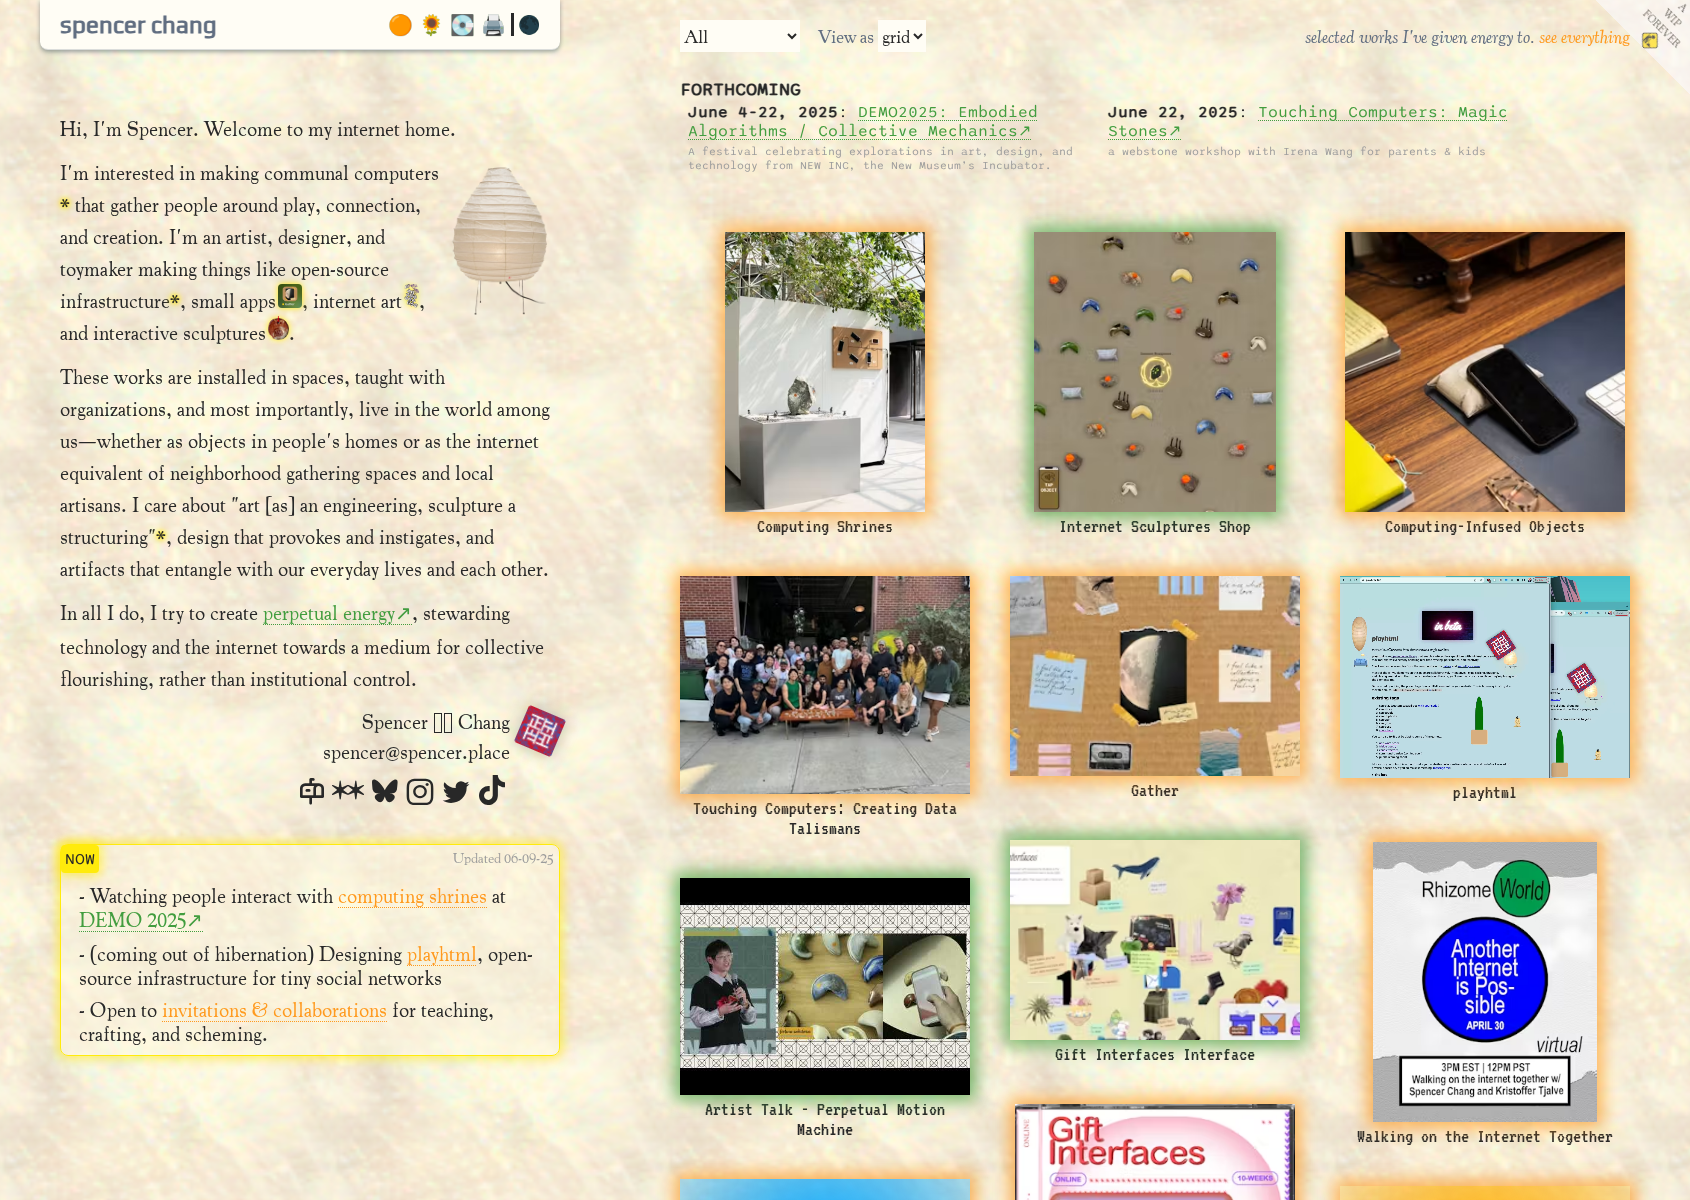 spencer chang
All
View as grid
selected works I've given energy to. see everything
A
WIP
FOREVER
Hi, I'm Spencer. Welcome to my internet home.
I'm interested in making communal computers
* that gather people around play, connection,
and creation. I'm an artist, designer, and
toymaker making things like open-source
infrastructure*, small apps, internet art,
and interactive sculptures.
These works are installed in spaces, taught with
organizations, and most importantly, live in the world among
us—whether as objects in people's homes or as the internet
equivalent of neighborhood gathering spaces and local
artisans. I care about "art [as] an engineering, sculpture a
structuring"*, design that provokes and instigates, and
artifacts that entangle with our everyday lives and each other.
In all I do, I try to create perpetual energy↗, stewarding
technology and the internet towards a medium for collective
flourishing, rather than institutional control.
Spencer Chang
spencer@spencer.place
NOW
Updated 06-09-25
- Watching people interact with computing shrines at
DEMO 2025↗
- (coming out of hibernation) Designing playhtml, open-
source infrastructure for tiny social networks
- Open to invitations & collaborations for teaching,
crafting, and scheming.
FORTHCOMING
June 4-22, 2025: DEMO2025: Embodied
Algorithms / Collective Mechanics↗
A festival celebrating explorations in art, design, and
technology from NEW INC, the New Museum's Incubator.
June 22, 2025: Touching Computers: Magic
Stones↗
a webstone workshop with Irena Wang for parents & kids
Computing Shrines
TAP
OBJECT
Internet Sculptures Shop
Computing-Infused Objects
Touching Computers: Creating Data
Talismans
Gather
in beta
playhtml
playhtml
Artist Talk - Perpetual Motion
Machine
Gift Interfaces Interface
Rhizome World
Another
Internet
is Pos-
sible
APRIL 30
virtual
3PM EST | 12PM PST
Walking on the internet together w/
Spencer Chang and Kristoffer Tjalve
Walking on the Internet Together
Gift
Interfaces
ONLINE
ONLINE
10-WEEKS